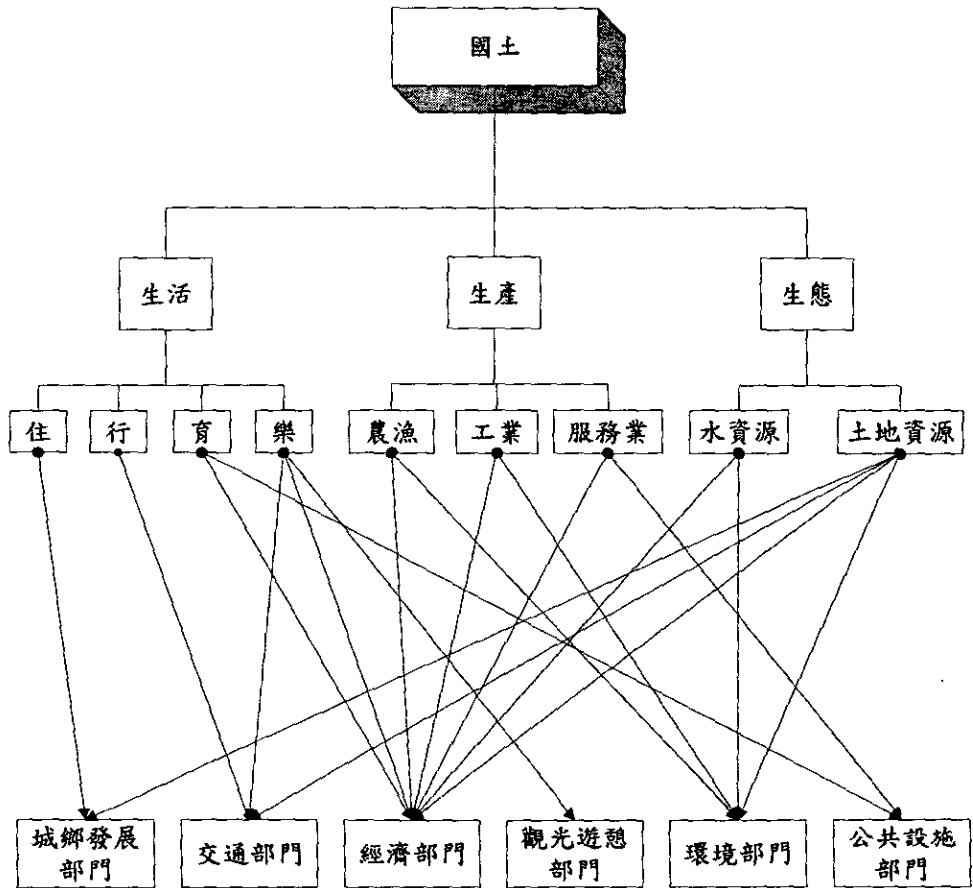 國土
生活
生產
生態
住
行
育
樂
農漁
工業
服務業
水資源
土地資源
城鄉發展
部門
交通部門
經濟部門
觀光遊憩
部門
環境部門
公共設施
部門